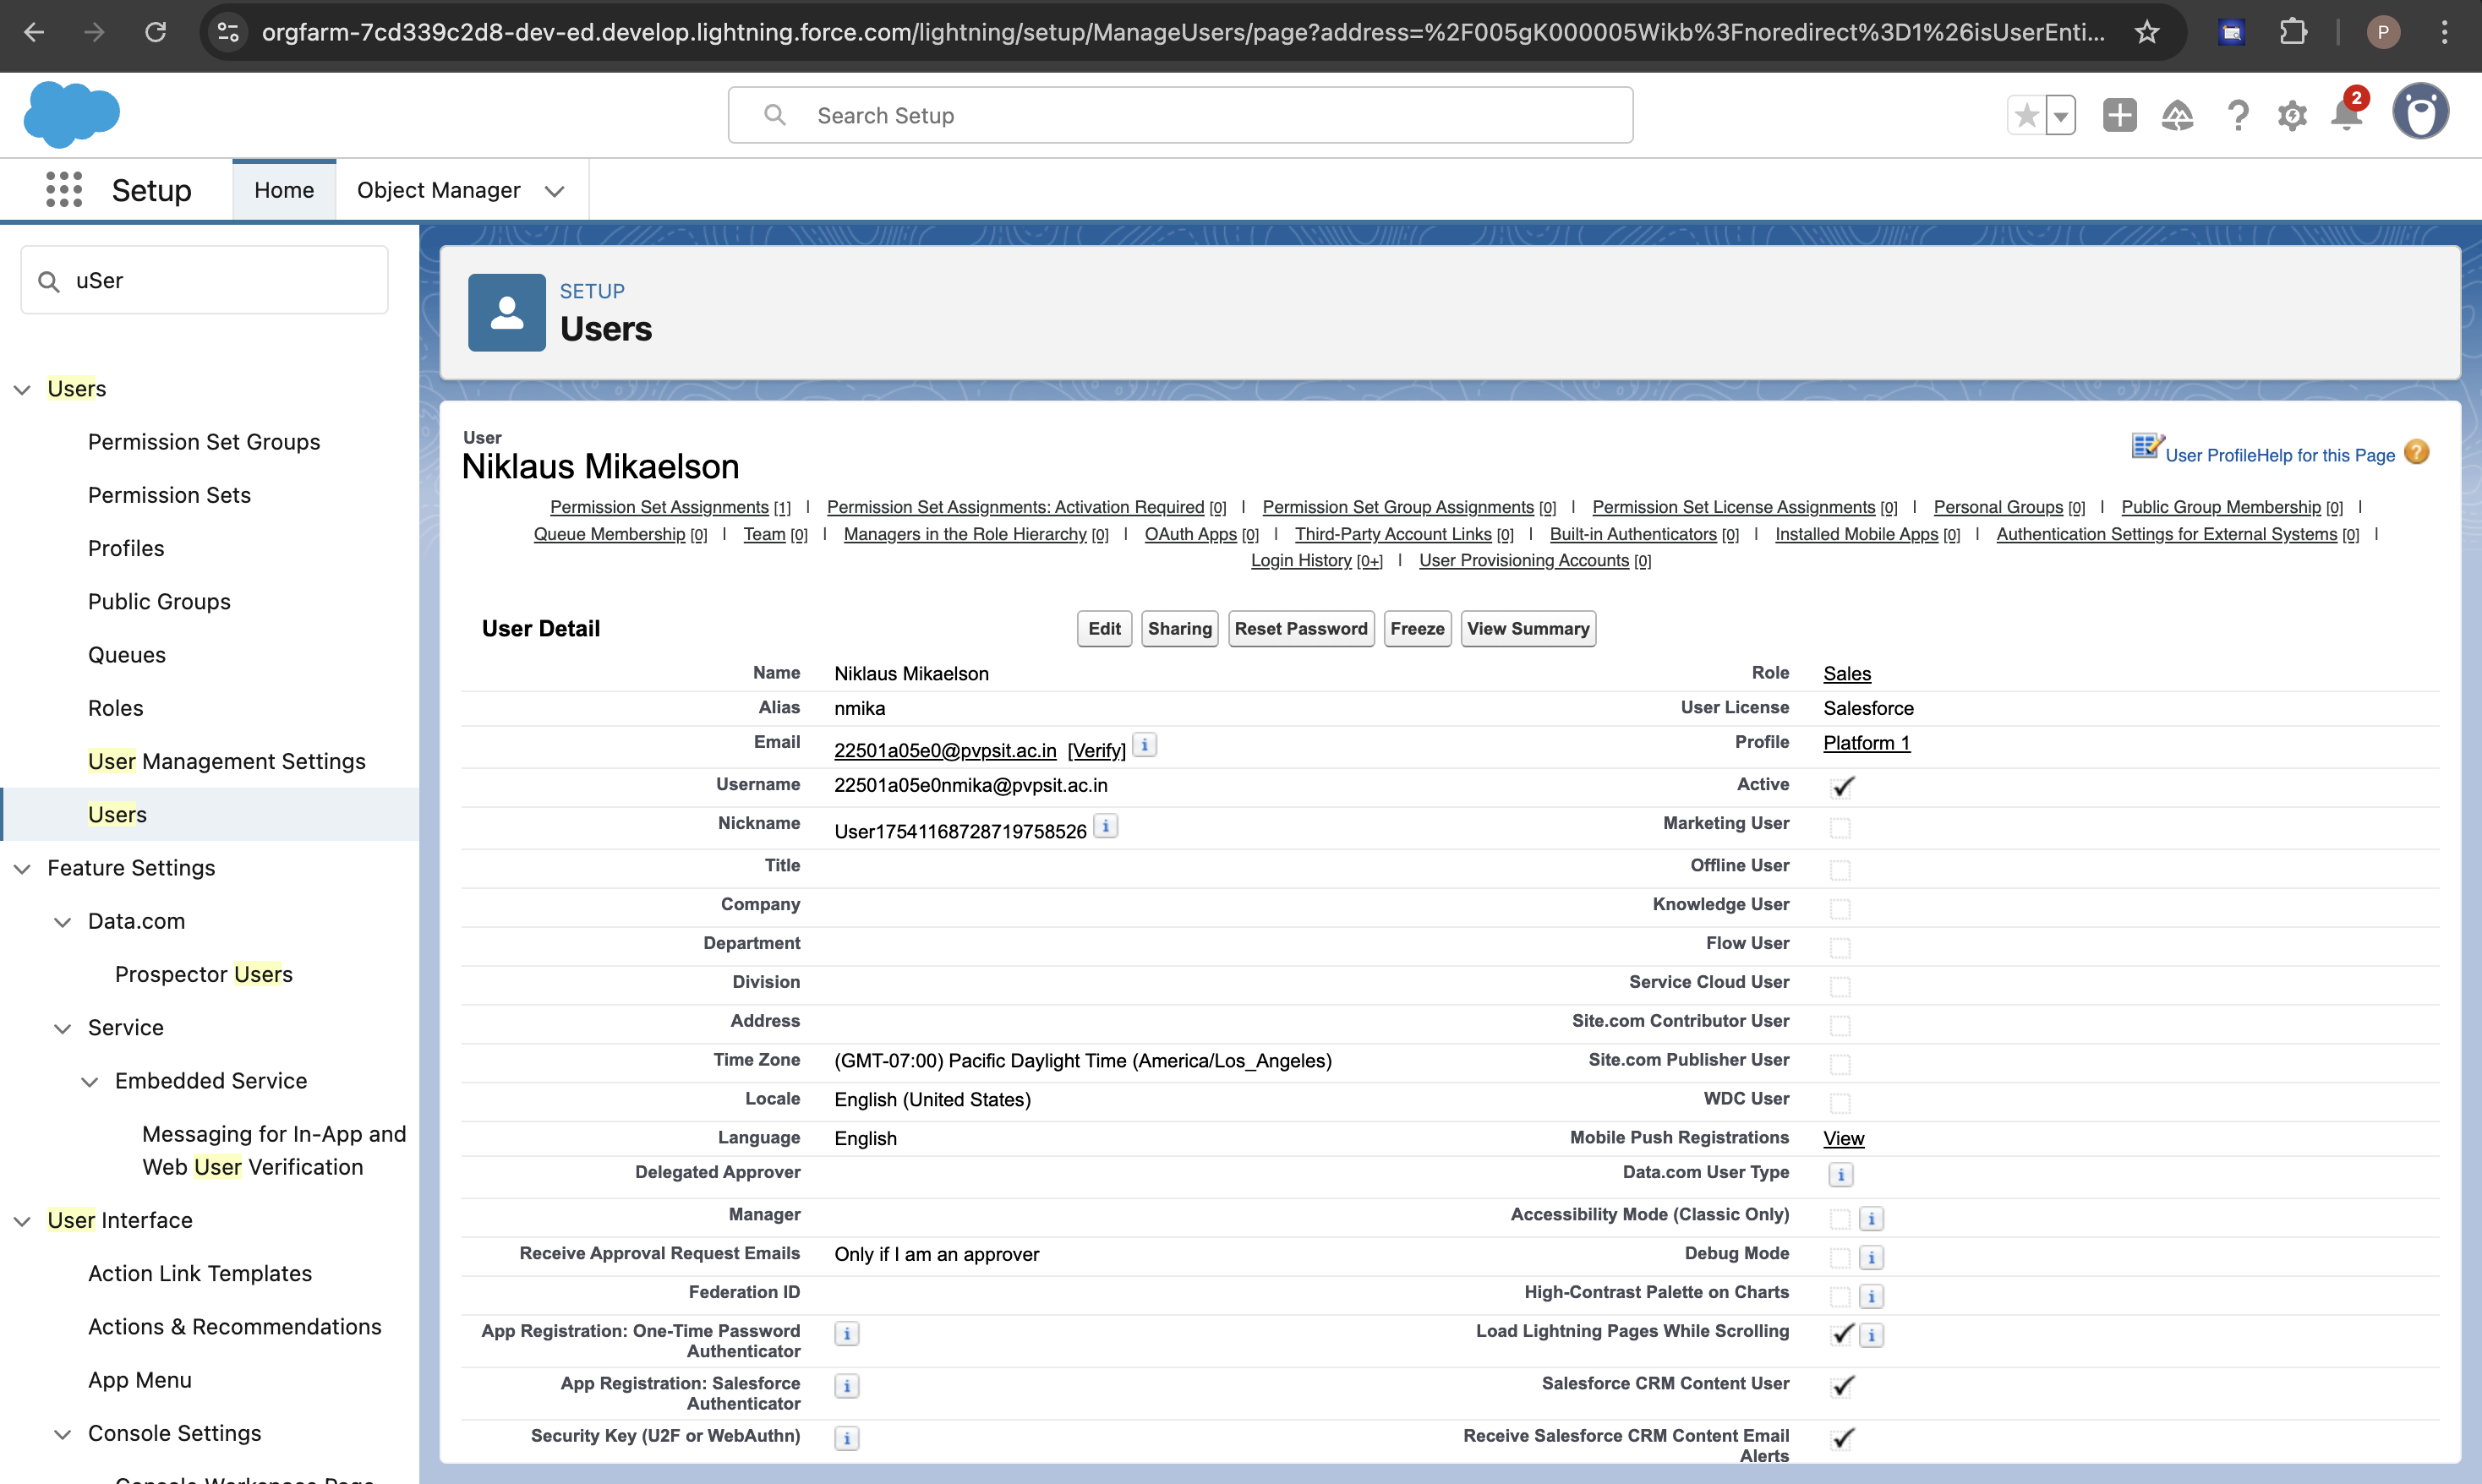 orgfarm-7cd339c2d8-dev-ed.develop.lightning.force.com/lightning/setup/ManageUsers/page?address=%2F005gK000005Wikb%3Fnoredirect%3D1%26isUserEnti...
P
Search Setup
2
Setup
Home
Object Manager
uSer
Users
Permission Set Groups
Permission Sets
Profiles
Public Groups
Queues
Roles
User Management Settings
Users
Feature Settings
Data.com
Prospector Users
Service
Embedded Service
Messaging for In-App and
Web User Verification
User Interface
Action Link Templates
Actions & Recommendations
App Menu
Console Settings
SETUP
Users
User
Niklaus Mikaelson
User ProfileHelp for this Page ?
Permission Set Assignments [1] | Permission Set Assignments: Activation Required [0] | Permission Set Group Assignments [0] | Permission Set License Assignments [0] | Personal Groups [0] | Public Group Membership [0] |
Queue Membership [0] | Team [0] | Managers in the Role Hierarchy [0] | OAuth Apps [0] | Third-Party Account Links [0] | Built-in Authenticators [0] | Installed Mobile Apps [0] | Authentication Settings for External Systems [0] |
Login History [0+] | User Provisioning Accounts [0]
User Detail
Edit Sharing Reset Password Freeze View Summary
Name Niklaus Mikaelson Role Sales
Alias nmika User License Salesforce
Email 22501a05e0@pvpsit.ac.in [Verify] i Profile Platform 1
Username 22501a05e0nmika@pvpsit.ac.in Active
Nickname User17541168728719758526 i Marketing User
Title Offline User
Company Knowledge User
Department Flow User
Division Service Cloud User
Address Site.com Contributor User
Time Zone (GMT-07:00) Pacific Daylight Time (America/Los_Angeles) Site.com Publisher User
Locale English (United States) WDC User
Language English Mobile Push Registrations View
Delegated Approver Data.com User Type i
Manager Accessibility Mode (Classic Only) i
Receive Approval Request Emails Only if I am an approver Debug Mode i
Federation ID High-Contrast Palette on Charts i
App Registration: One-Time Password
Authenticator i Load Lightning Pages While Scrolling i
App Registration: Salesforce
Authenticator i Salesforce CRM Content User
Security Key (U2F or WebAuthn) i Receive Salesforce CRM Content Email
Alerts